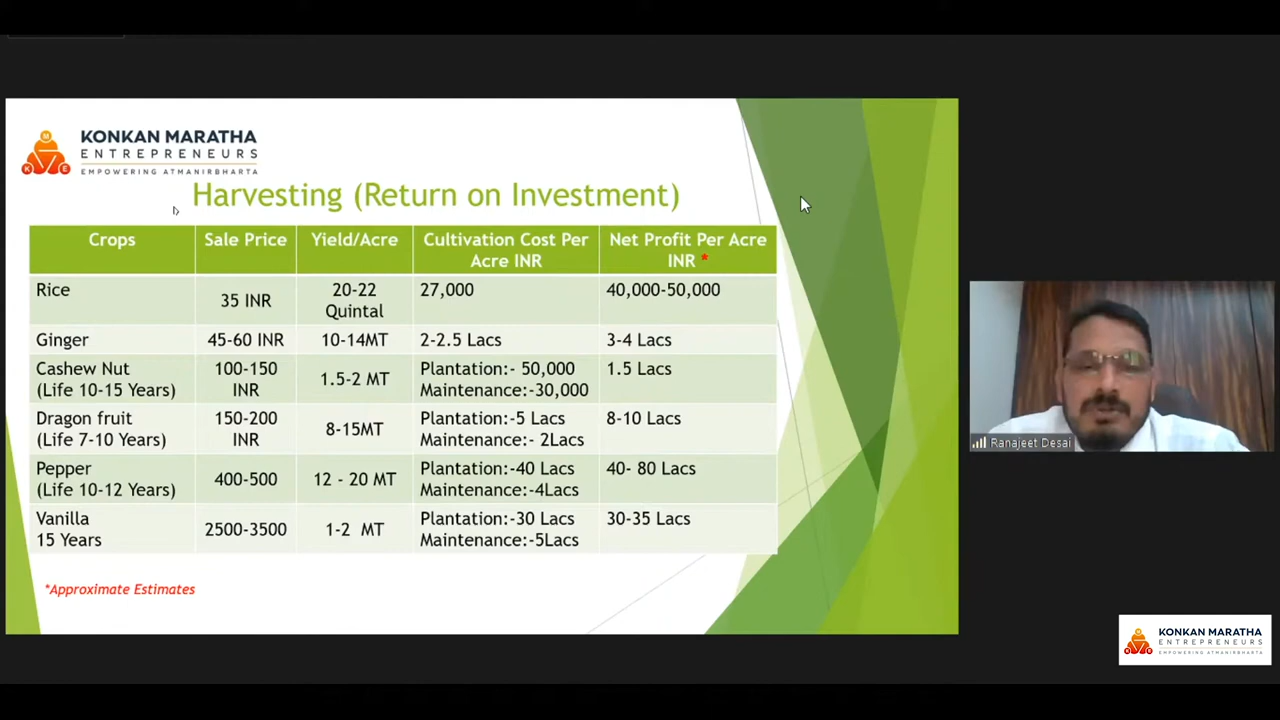 KONKAN MARATHA
ENTREPRENEURS
EMPOWERING ATMANIRBHARTA
M
K E
Harvesting (Return on Investment)
Crops Sale Price Yield/Acre Cultivation Cost Per Acre INR Net Profit Per Acre INR *
Rice 35 INR 20-22 Quintal 27,000 40,000-50,000
Ginger 45-60 INR 10-14MT 2-2.5 Lacs 3-4 Lacs
Cashew Nut (Life 10-15 Years) 100-150 INR 1.5-2 MT Plantation:- 50,000 Maintenance:-30,000 1.5 Lacs
Dragon fruit (Life 7-10 Years) 150-200 INR 8-15MT Plantation:-5 Lacs Maintenance:- 2Lacs 8-10 Lacs
Pepper (Life 10-12 Years) 400-500 12 - 20 MT Plantation:-40 Lacs Maintenance:-4Lacs 40- 80 Lacs
Vanilla 15 Years 2500-3500 1-2 MT Plantation:-30 Lacs Maintenance:-5Lacs 30-35 Lacs
*Approximate Estimates
Ranajeet Desai
KONKAN MARATHA
ENTREPRENEURS
EMPOWERING ATMANIRBHARTA